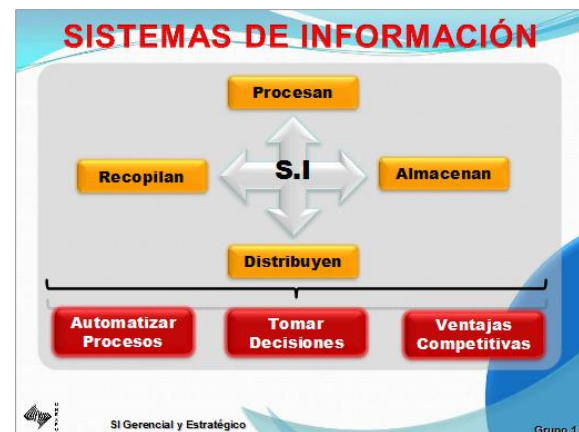 SISTEMAS DE INFORMACIÓN
Procesan
Recopilan
S.I
Almacenan
Distribuyen
Automatizar
Procesos
Tomar
Decisiones
Ventajas
Competitivas
SI Gerencial y Estratégico
Grupo 1